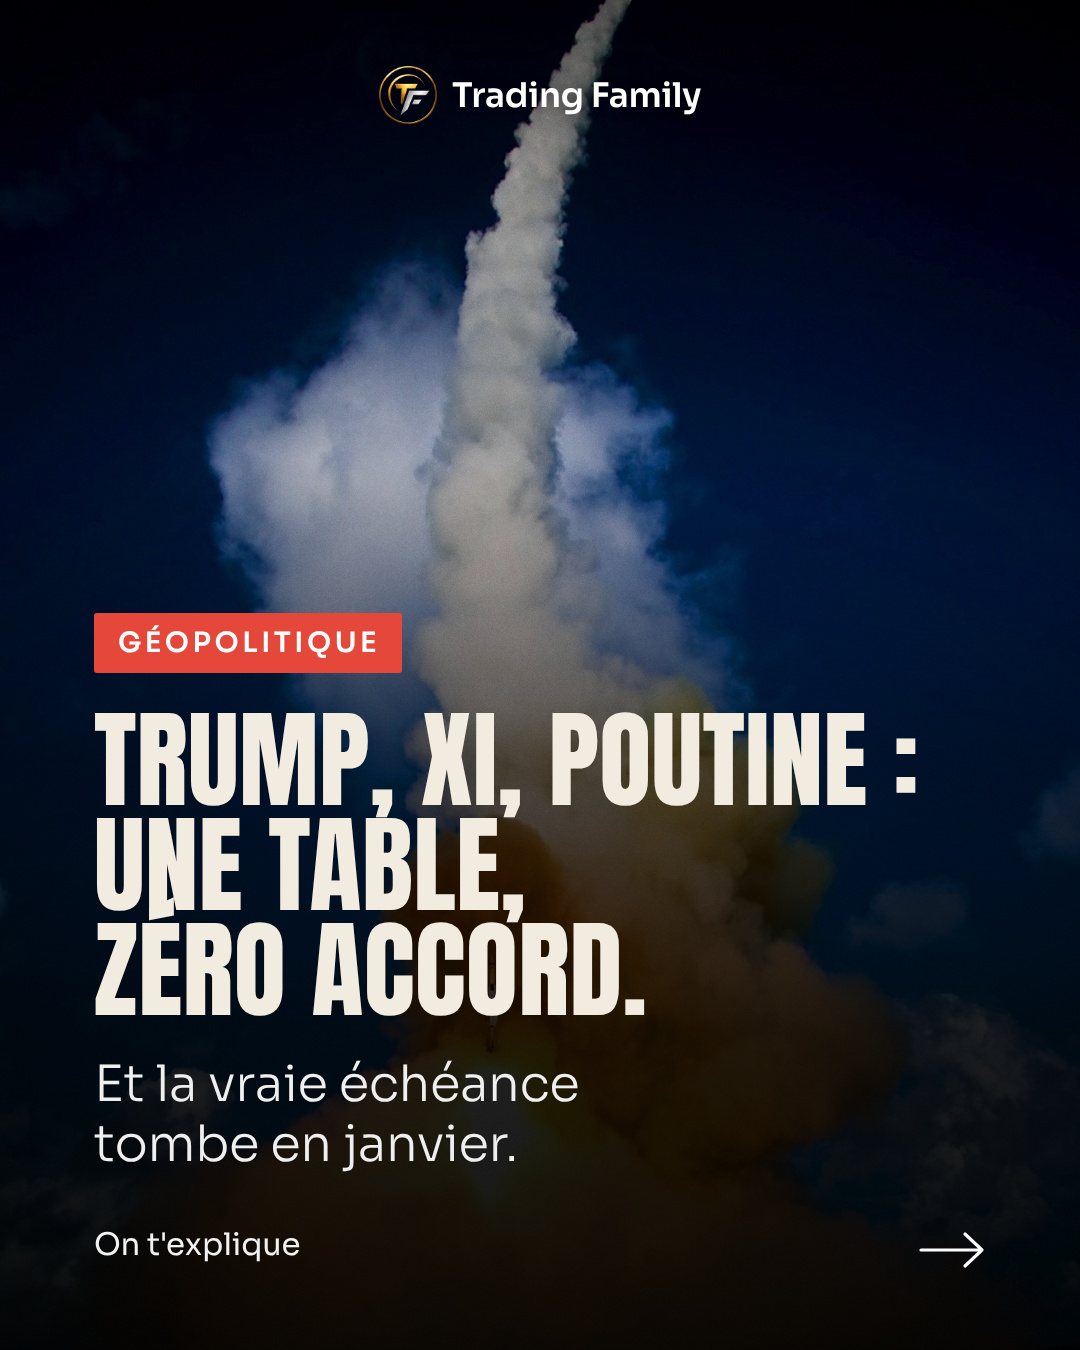 TF
Trading Family
GÉOPOLITIQUE
TRUMP, XI, POUTINE :
UNE TABLE,
ZÉRO ACCORD.
Et la vraie échéance
tombe en janvier.
On t'explique